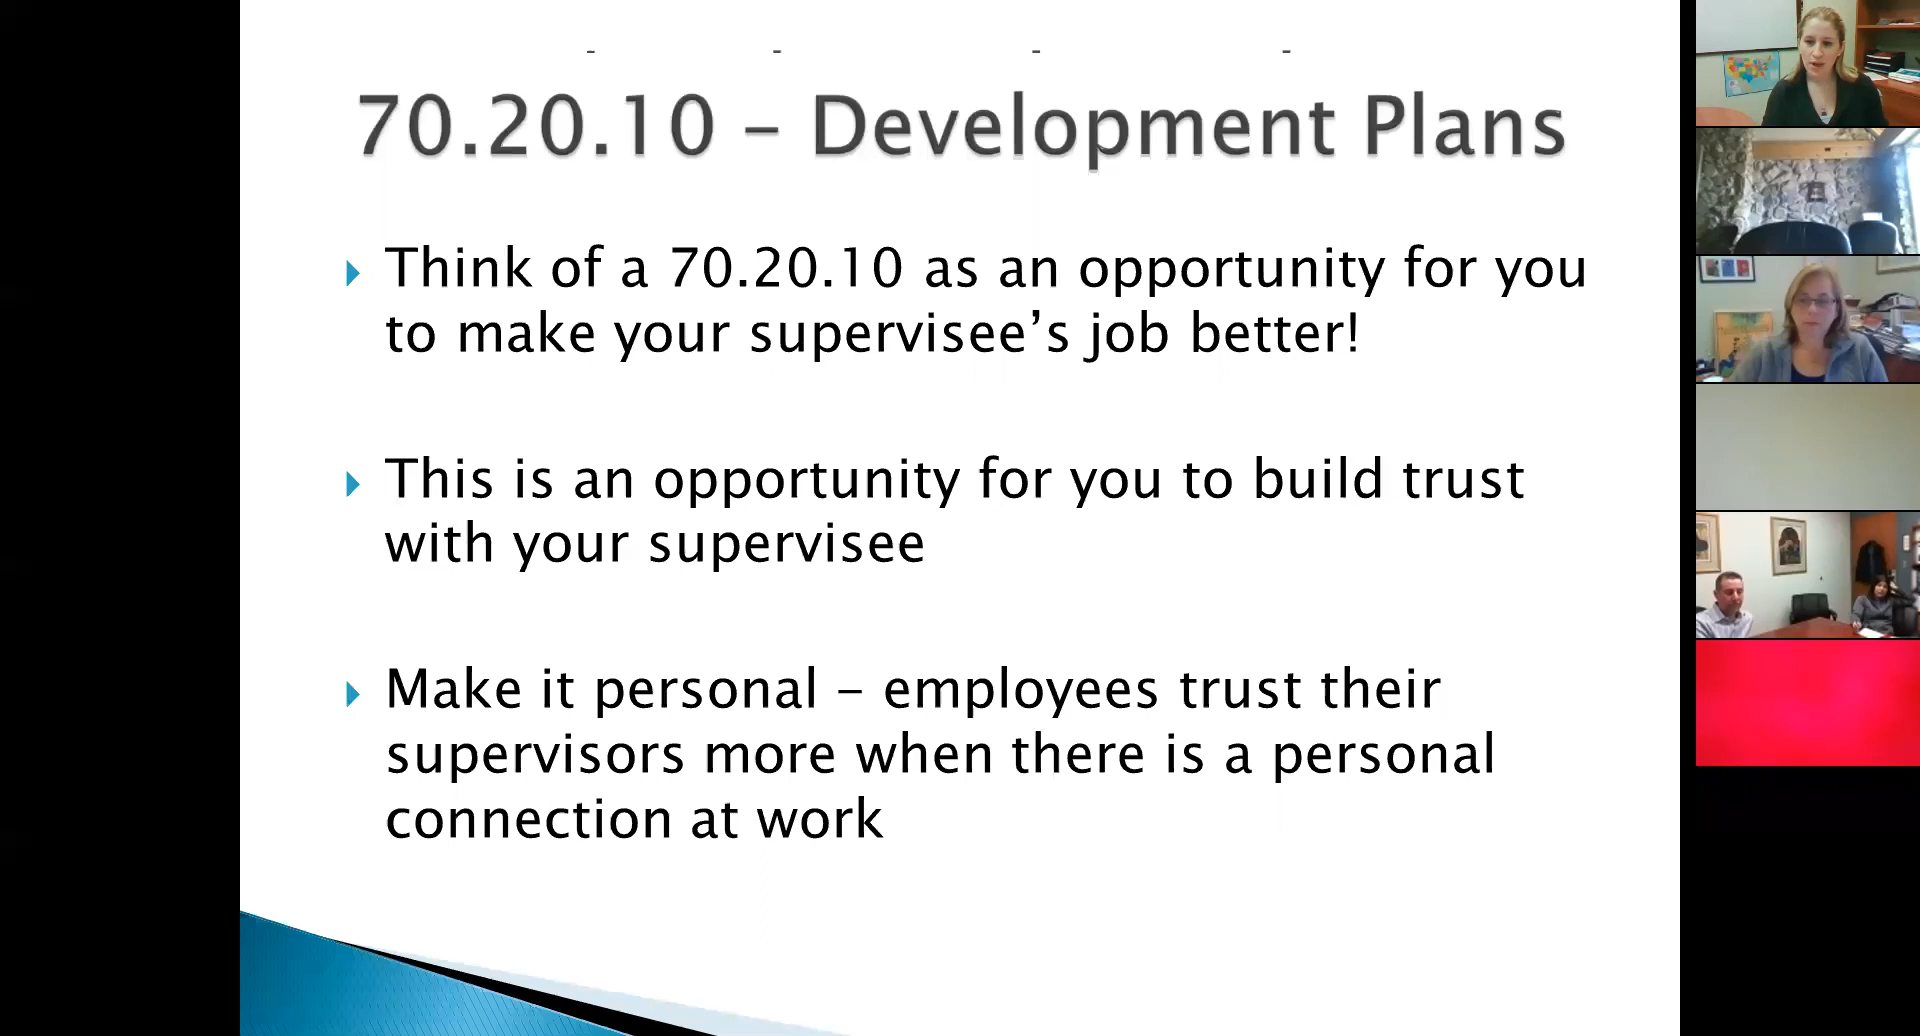 70.20.10 – Development Plans
Think of a 70.20.10 as an opportunity for you
to make your supervisee’s job better!
This is an opportunity for you to build trust
with your supervisee
Make it personal – employees trust their
supervisors more when there is a personal
connection at work